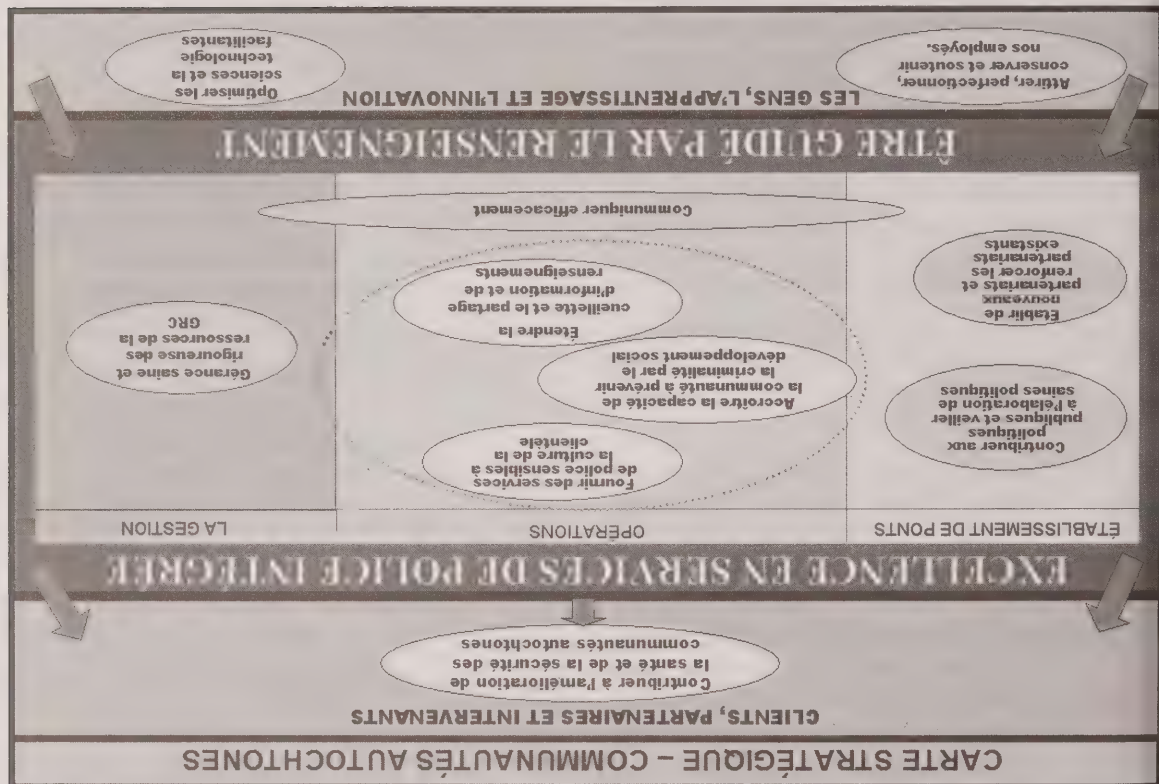 CARTE STRATÉGIQUE – COMMUNAUTÉS AUTOCHTONES
CLIENTS, PARTENAIRES ET INTERVENANTS
Contribuer à l'amélioration de
la santé et de la sécurité des
communautés autochtones
EXCELLENCE EN SERVICES DE POLICE INTÉGRÉE
ÉTABLISSEMENT DE PONTS
Contribuer aux
politiques
publiques et veiller
à l'élaboration de
saines politiques
Établir de
nouveaux
partenariats et
renforcer les
partenariats
existants
OPÉRATIONS
Fournir des services
de police sensibles à
la culture de la
clientèle
Accroître la capacité de
la communauté à prévenir
la criminalité par le
développement social
Étendre la
cueillette et le partage
d'information et de
renseignements
LA GESTION
Gérance saine et
rigoureuse des
ressources de la
GRC
Communiquer efficacement
ÊTRE GUIDÉ PAR LE RENSEIGNEMENT
LES GENS, L'APPRENTISSAGE ET L'INNOVATION
Attirer, perfectionner,
conserver et soutenir
nos employés.
Optimiser les
sciences et la
technologie
facilitantes